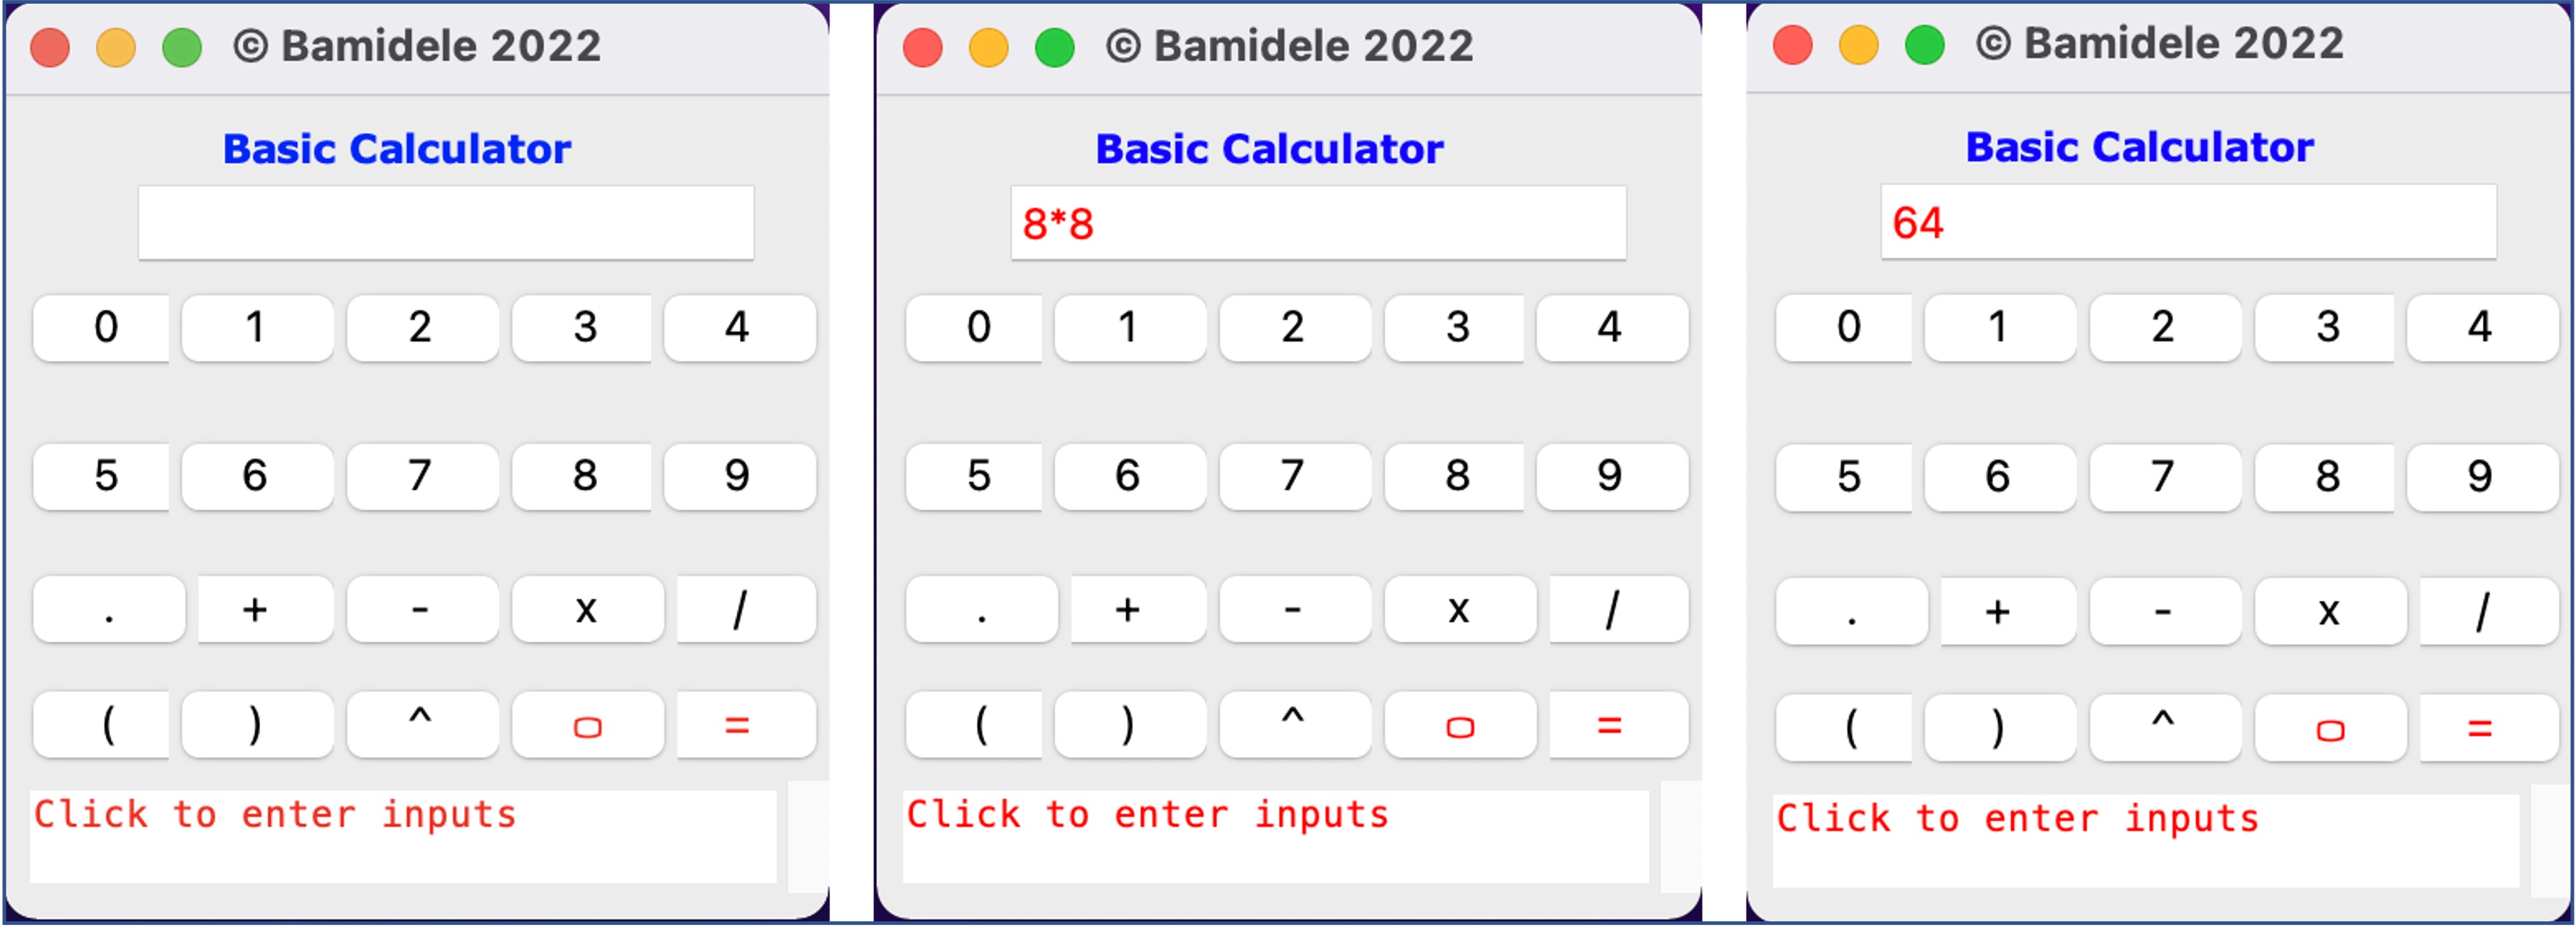 © Bamidele 2022
Basic Calculator
0 1 2 3 4
5 6 7 8 9
. + - x /
( ) ^ =
Click to enter inputs
© Bamidele 2022
Basic Calculator
8*8
0 1 2 3 4
5 6 7 8 9
. + - x /
( ) ^ =
Click to enter inputs
© Bamidele 2022
Basic Calculator
64
0 1 2 3 4
5 6 7 8 9
. + - x /
( ) ^ =
Click to enter inputs